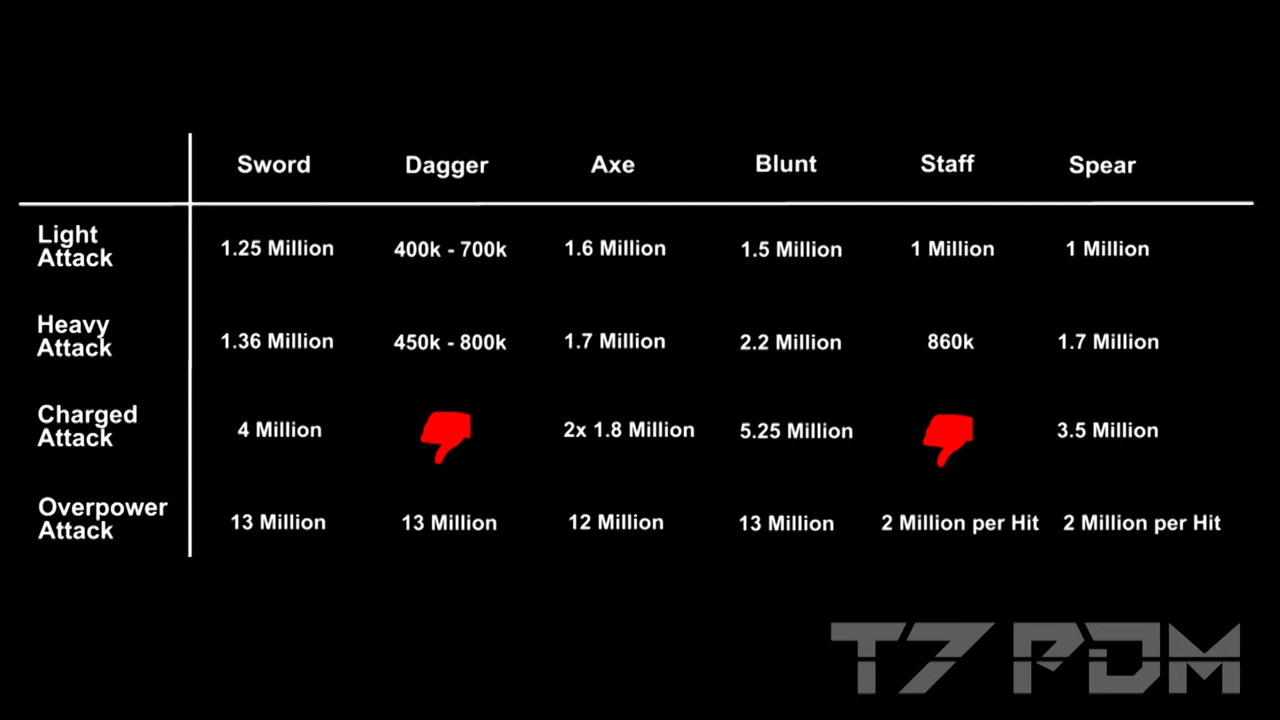 Sword Dagger Axe Blunt Staff Spear
Light
Attack
1.25 Million 400k - 700k 1.6 Million 1.5 Million 1 Million 1 Million
Heavy
Attack
1.36 Million 450k - 800k 1.7 Million 2.2 Million 860k 1.7 Million
Charged
Attack
4 Million 2x 1.8 Million 5.25 Million 3.5 Million
Overpower
Attack
13 Million 13 Million 12 Million 13 Million 2 Million per Hit 2 Million per Hit
T7 PDM